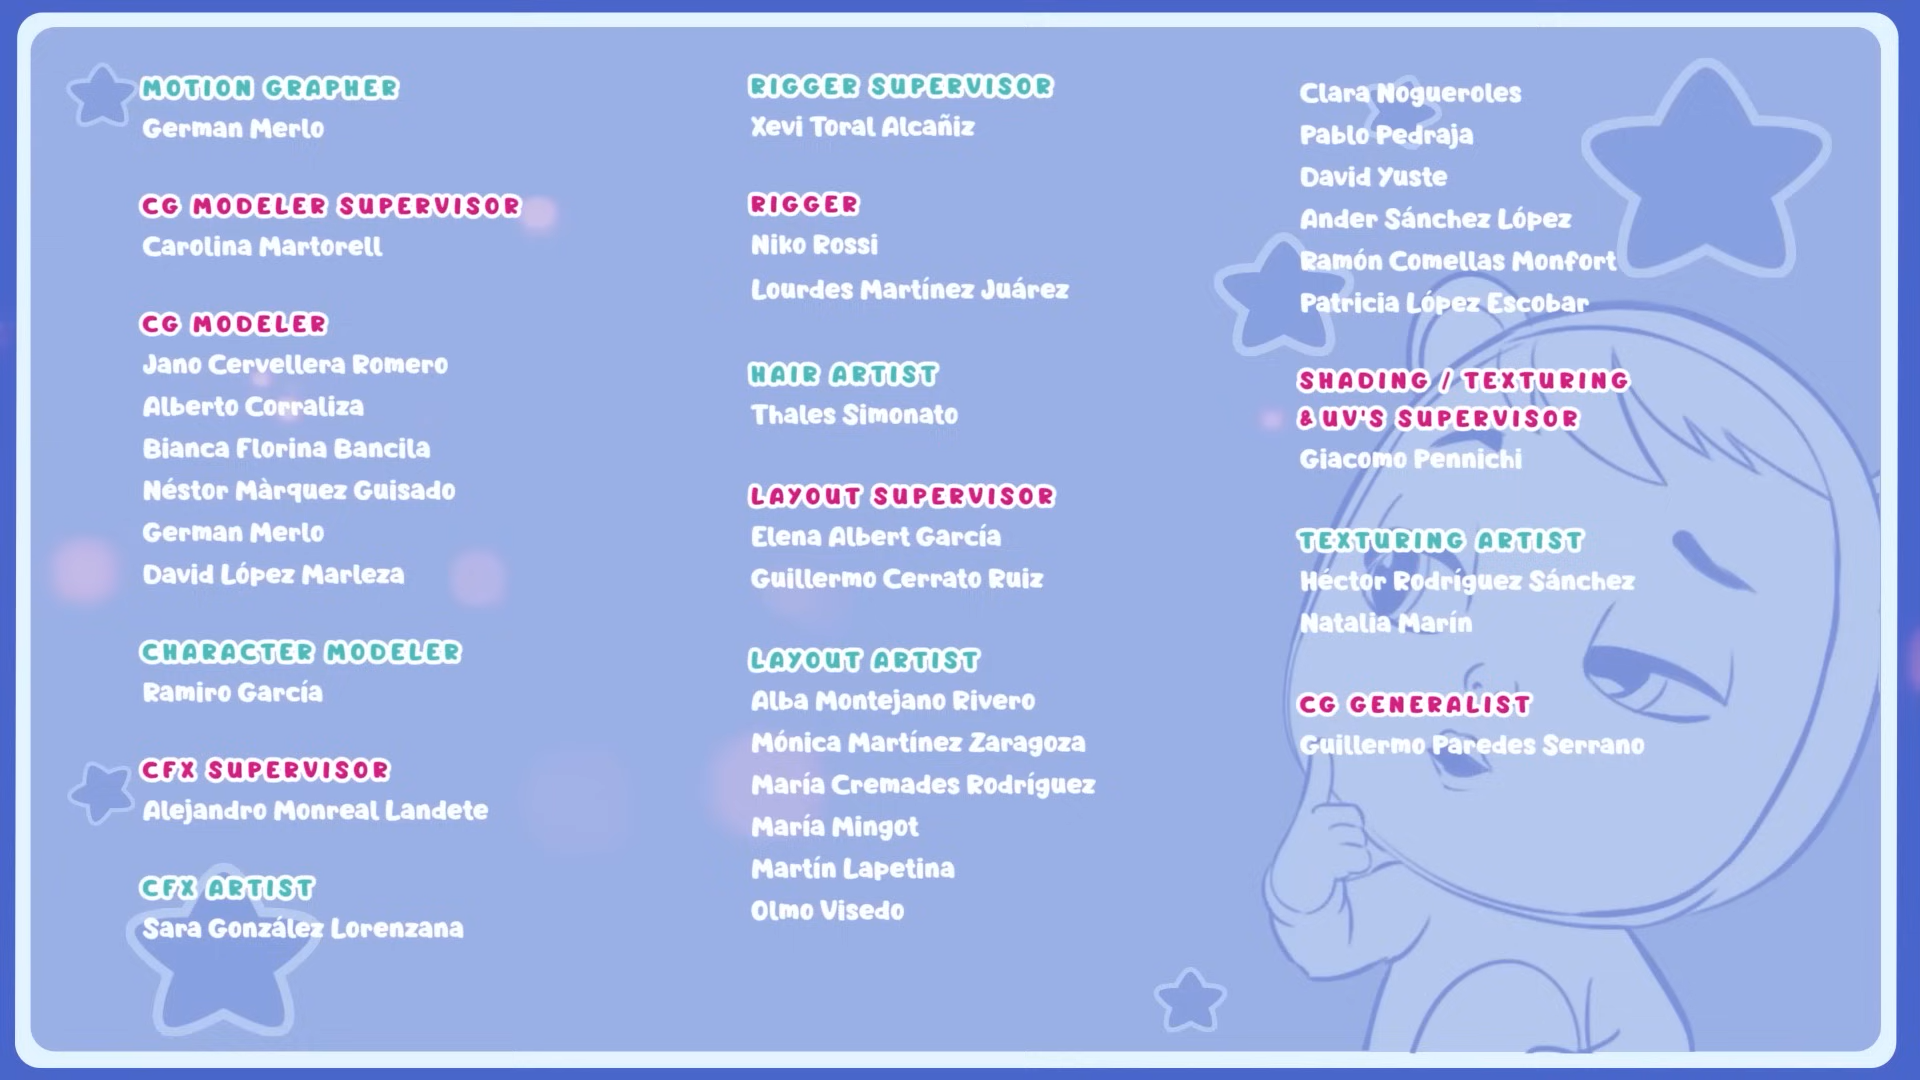 MOTION GRAPHER
German Merlo
CG MODELER SUPERVISOR
Carolina Martorell
CG MODELER
Jano Cervellera Romero
Alberto Corraliza
Bianca Florina Bancila
Néstor Màrquez Guisado
German Merlo
David López Marleza
CHARACTER MODELER
Ramiro García
CFX SUPERVISOR
Alejandro Monreal Landete
CFX ARTIST
Sara González Lorenzana
RIGGER SUPERVISOR
Xevi Toral Alcañiz
RIGGER
Niko Rossi
Lourdes Martínez Juárez
HAIR ARTIST
Thales Simonato
LAYOUT SUPERVISOR
Elena Albert García
Guillermo Cerrato Ruiz
LAYOUT ARTIST
Alba Montejano Rivero
Mónica Martínez Zaragoza
María Cremades Rodríguez
María Mingot
Martín Lapetina
Olmo Visedo
Clara Nogueroles
Pablo Pedraja
David Yuste
Ander Sánchez López
Ramón Comellas Monfort
Patricia López Escobar
SHADING / TEXTURING
& UV'S SUPERVISOR
Giacomo Pennichi
TEXTURING ARTIST
Héctor Rodríguez Sánchez
Natalia Marín
CG GENERALIST
Guillermo Paredes Serrano